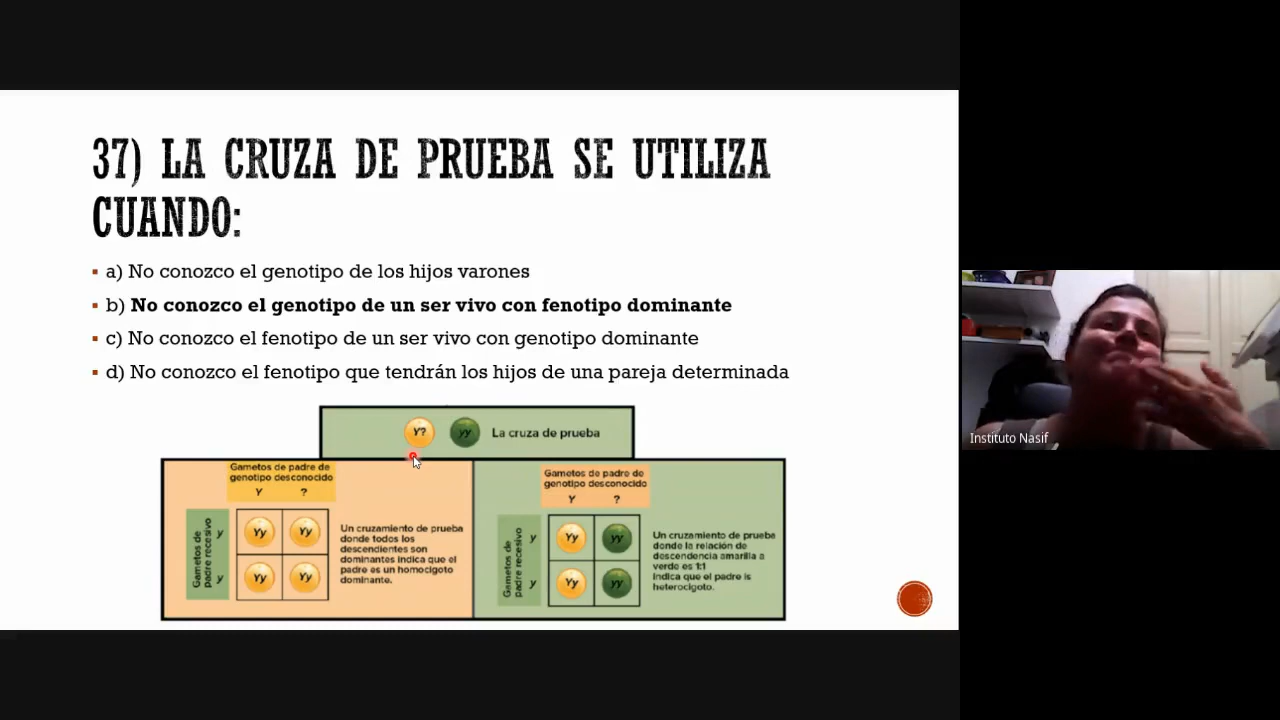 37) LA CRUZA DE PRUEBA SE UTILIZA
CUANDO:
a) No conozco el genotipo de los hijos varones
b) No conozco el genotipo de un ser vivo con fenotipo dominante
c) No conozco el fenotipo de un ser vivo con genotipo dominante
d) No conozco el fenotipo que tendrán los hijos de una pareja determinada
Y? yy La cruza de prueba
Gametos de padre de
genotipo desconocido
Y ?
Gametos de
padre recesivo
y
y
Yy Yy
Yy Yy
Un cruzamiento de prueba
donde todos los
descendientes son
dominantes indica que el
padre es un homocigoto
dominante.
Gametos de padre de
genotipo desconocido
Y ?
Gametos de
padre recesivo
y
y
Yy yy
Yy yy
Un cruzamiento de prueba
donde la relación de
descendencia amarilla a
verde es 1:1
indica que el padre es
heterocigoto.
Instituto Nasif